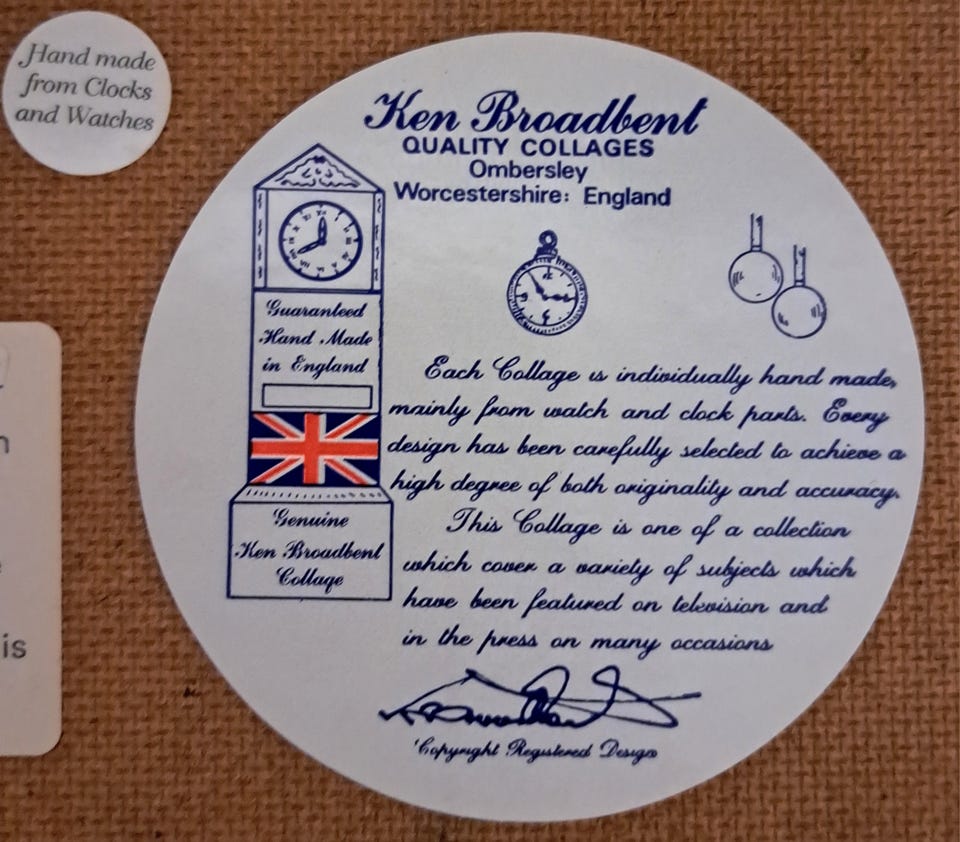 Hand made
from Clocks
and Watches
Ken Broadbent
QUALITY COLLAGES
Ombersley
Worcestershire: England
Guaranteed
Hand Made
in England
Genuine
Ken Broadbent
Collage
Each Collage is individually hand made,
mainly from watch and clock parts. Every
design has been carefully selected to achieve a
high degree of both originality and accuracy.
This Collage is one of a collection
which cover a variety of subjects which
have been featured on television and
in the press on many occasions
'Copyright Registered Design
is